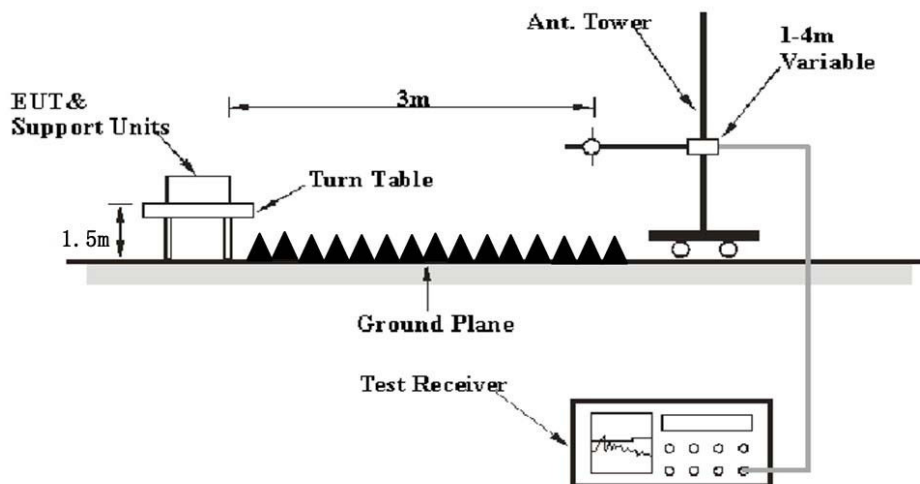 Ant. Tower
1-4m
Variable
3m
EUT&
Support Units
Turn Table
1.5m
Ground Plane
Test Receiver